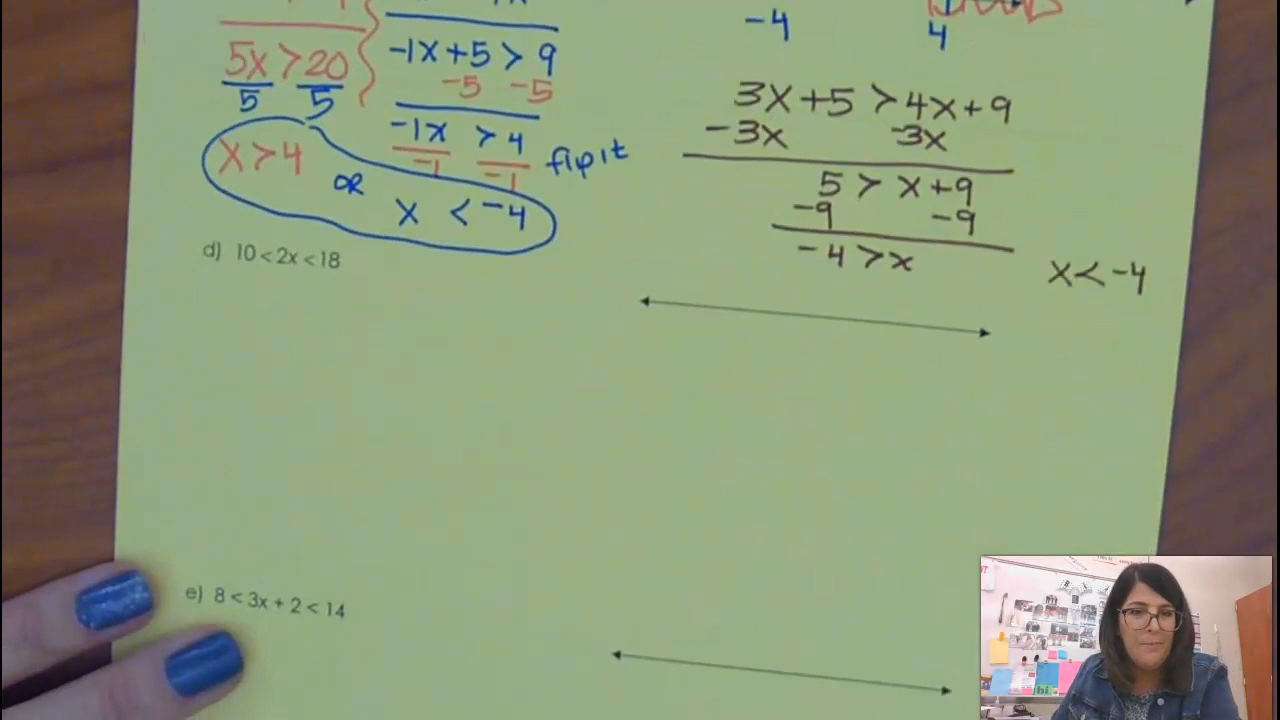 5x > 20
5 5
x > 4
OR
-1x + 5 > 9
-5 -5
-1x > 4
-1 -1
flip it
x < -4
-4 4
3x + 5 > 4x + 9
-3x -3x
5 > x + 9
-9 -9
-4 > x
x < -4
d) 10 < 2x < 18
e) 8 < 3x + 2 < 14
hi